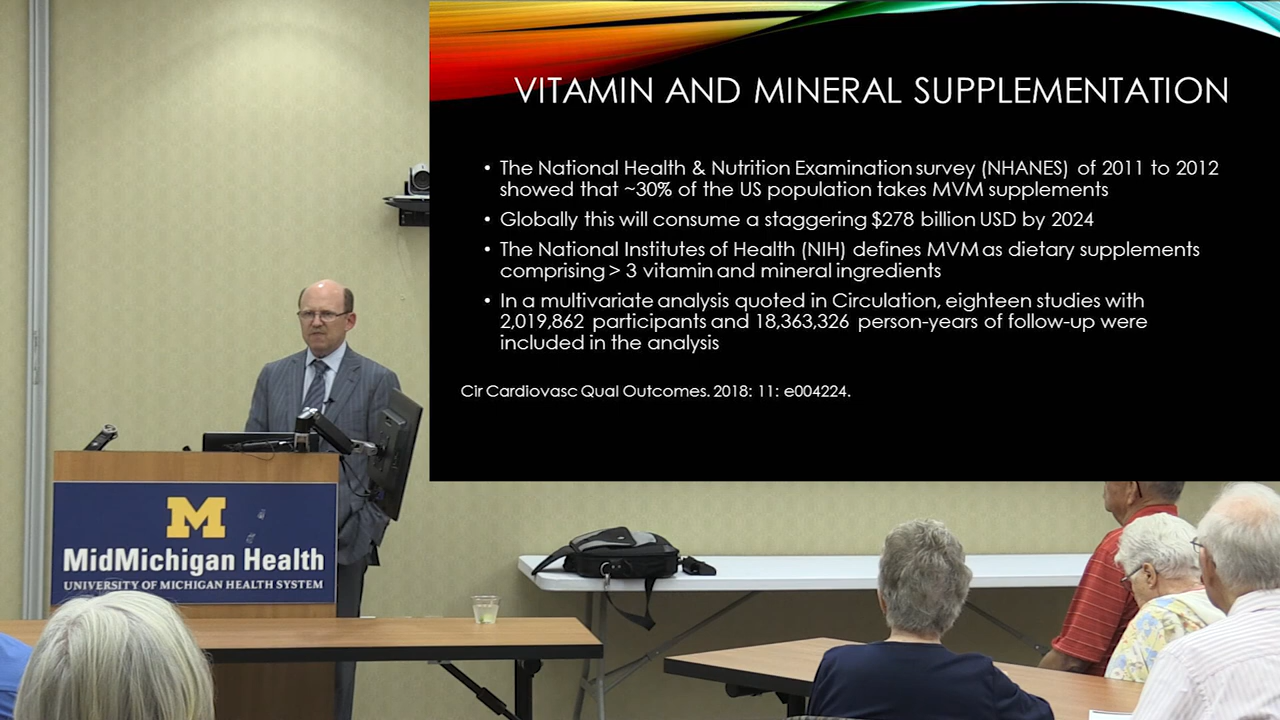 VITAMIN AND MINERAL SUPPLEMENTATION
• The National Health & Nutrition Examination survey (NHANES) of 2011 to 2012
showed that ~30% of the US population takes MVM supplements
• Globally this will consume a staggering $278 billion USD by 2024
• The National Institutes of Health (NIH) defines MVM as dietary supplements
comprising > 3 vitamin and mineral ingredients
• In a multivariate analysis quoted in Circulation, eighteen studies with
2,019,862 participants and 18,363,326 person-years of follow-up were
included in the analysis
Cir Cardiovasc Qual Outcomes. 2018: 11: e004224.
M
MidMichigan Health
UNIVERSITY OF MICHIGAN HEALTH SYSTEM